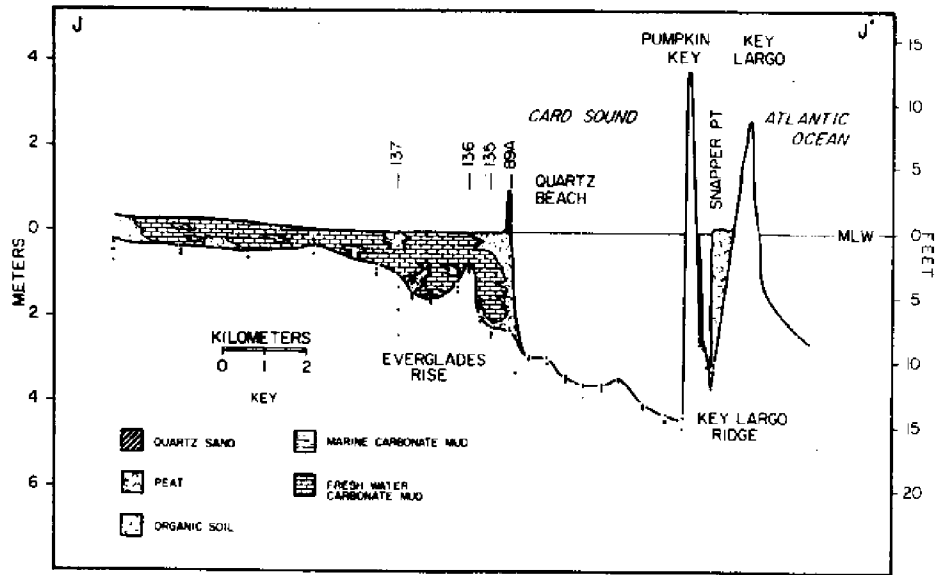 J
J'
PUMPKIN
KEY
KEY
LARGO
CARD SOUND
ATLANTIC
OCEAN
SNAPPER PT
137
136
135
89A
QUARTZ
BEACH
MLW
4
2
0
2
4
6
METERS
15
10
5
0
5
10
15
20
FEET
KILOMETERS
0 1 2
EVERGLADES
RISE
KEY LARGO
RIDGE
KEY
QUARTZ SAND
PEAT
ORGANIC SOIL
MARINE CARBONATE MUD
FRESH WATER
CARBONATE MUD